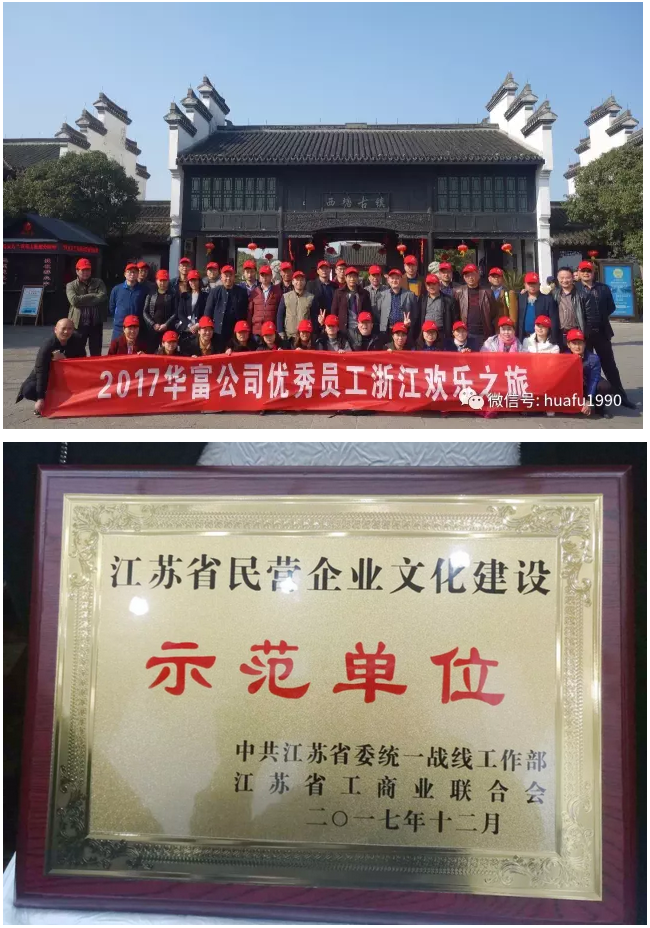 西塘古镇
2017华富公司优秀员工浙江欢乐之旅
微信号: huafu1990
江苏省民营企业文化建设
示范单位
中共江苏省委统一战线工作部
江苏省工商业联合会
二〇一七年十二月